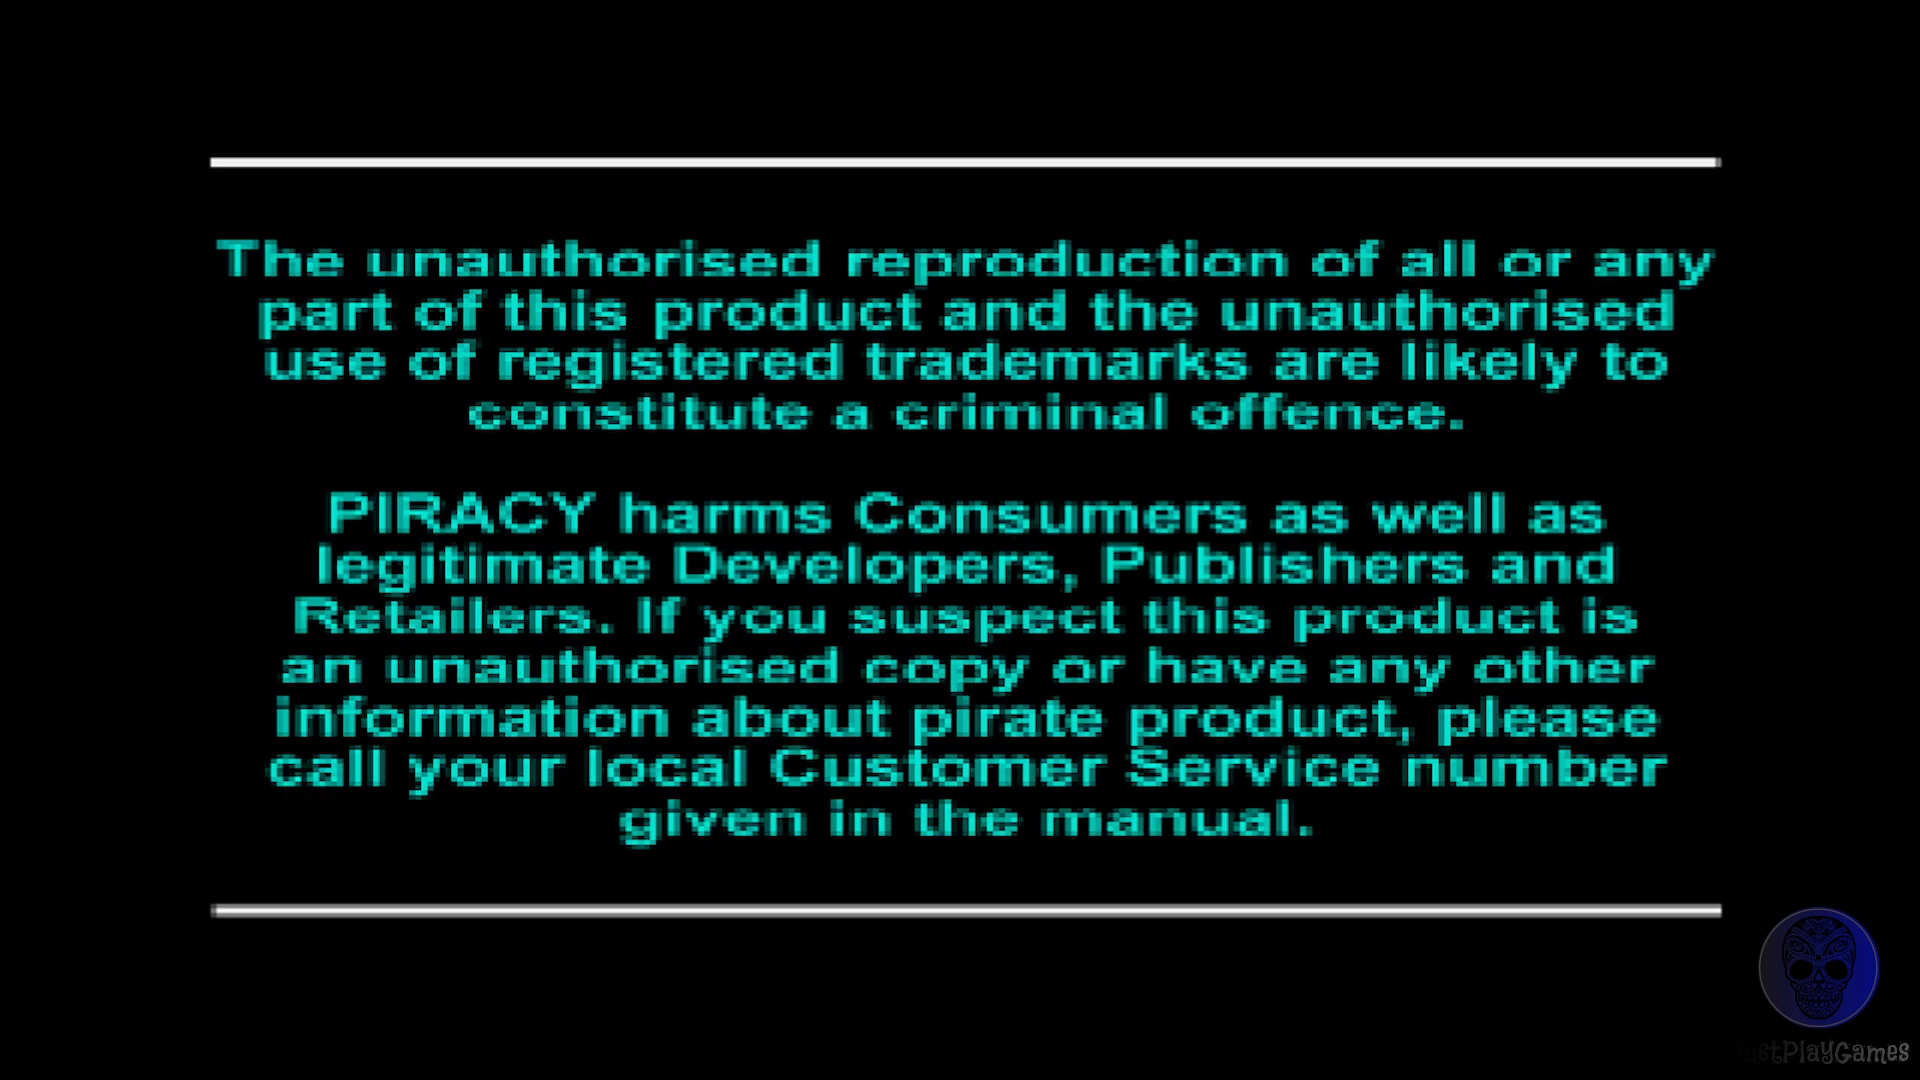 The unauthorised reproduction of all or any
part of this product and the unauthorised
use of registered trademarks are likely to
constitute a criminal offence.
PIRACY harms Consumers as well as
legitimate Developers, Publishers and
Retailers. If you suspect this product is
an unauthorised copy or have any other
information about pirate product, please
call your local Customer Service number
given in the manual.